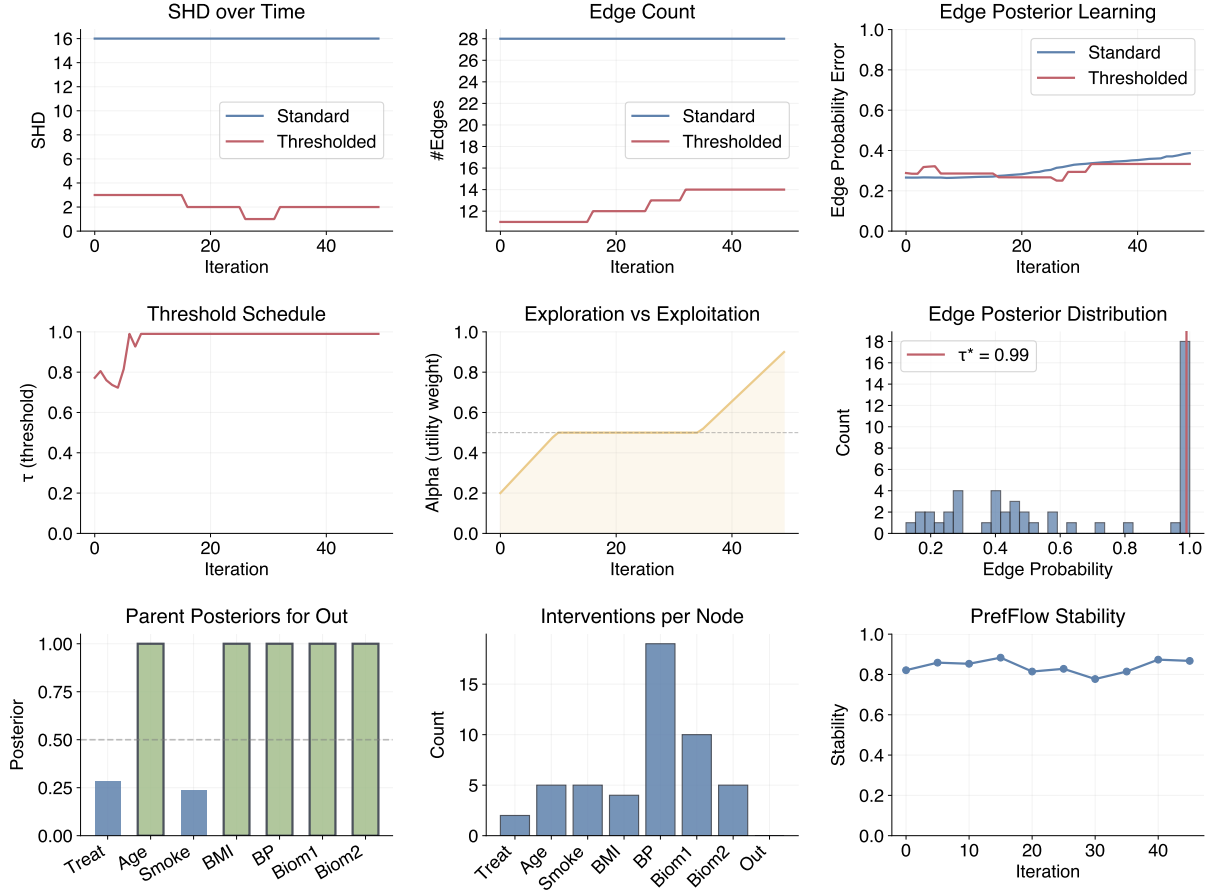 SHD over Time
SHD
16
14
12
10
8
6
4
2
0
Standard
Thresholded
0 20 40
Iteration
Edge Count
#Edges
28
26
24
22
20
18
16
14
12
Standard
Thresholded
0 20 40
Iteration
Edge Posterior Learning
Edge Probability Error
1.0
0.8
0.6
0.4
0.2
0.0
Standard
Thresholded
0 20 40
Iteration
Threshold Schedule
τ (threshold)
1.0
0.8
0.6
0.4
0.2
0.0
0 20 40
Iteration
Exploration vs Exploitation
Alpha (utility weight)
1.0
0.8
0.6
0.4
0.2
0.0
0 20 40
Iteration
Edge Posterior Distribution
Count
18
16
14
12
10
8
6
4
2
0
τ* = 0.99
0.2 0.4 0.6 0.8 1.0
Edge Probability
Parent Posteriors for Out
Posterior
1.00
0.75
0.50
0.25
0.00
Treat Age Smoke BMI BP Biom1 Biom2
Interventions per Node
Count
15
10
5
0
Treat Age Smoke BMI BP Biom1 Biom2 Out
PrefFlow Stability
Stability
1.0
0.8
0.6
0.4
0.2
0.0
0 10 20 30 40
Iteration